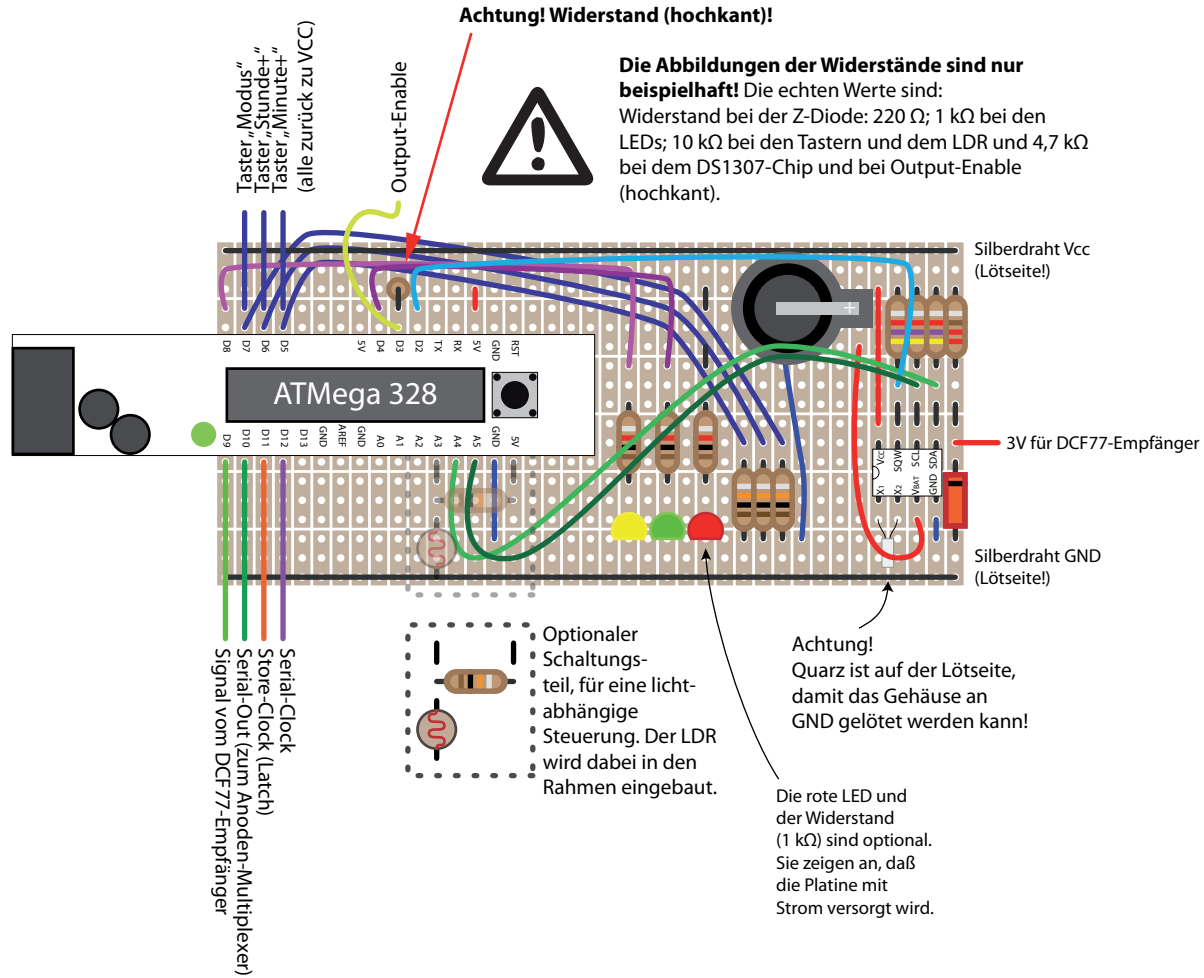 Achtung! Widerstand (hochkant)!
Die Abbildungen der Widerstände sind nur
beispielhaft! Die echten Werte sind:
Widerstand bei der Z-Diode: 220 Ω; 1 kΩ bei den
LEDs; 10 kΩ bei den Tastern und dem LDR und 4,7 kΩ
bei dem DS1307-Chip und bei Output-Enable
(hochkant).
Taster„Modus“
Taster„Stunde+“
Taster„Minute+“
(alle zurück zu VCC)
Output-Enable
Silberdraht Vcc
(Lötseite!)
+
D8
D7
D6
D5
5V
D4
D3
D2
TX
RX
5V
GND
RST
ATMega 328
D9
D10
D11
D12
D13
GND
AREF
GND
A0
A1
A2
A3
A4
A5
GND
5V
Vcc
SQW
SCL
SDA
X1
X2
VBAT
GND
3V für DCF77-Empfänger
Silberdraht GND
(Lötseite!)
Signal vom DCF77-Empfänger
Serial-Out (zum Anoden-Multiplexer)
Store-Clock (Latch)
Serial-Clock
Optionaler
Schaltungs-
teil, für eine licht-
abhängige
Steuerung. Der LDR
wird dabei in den
Rahmen eingebaut.
Achtung!
Quarz ist auf der Lötseite,
damit das Gehäuse an
GND gelötet werden kann!
Die rote LED und
der Widerstand
(1 kΩ) sind optional.
Sie zeigen an, daß
die Platine mit
Strom versorgt wird.